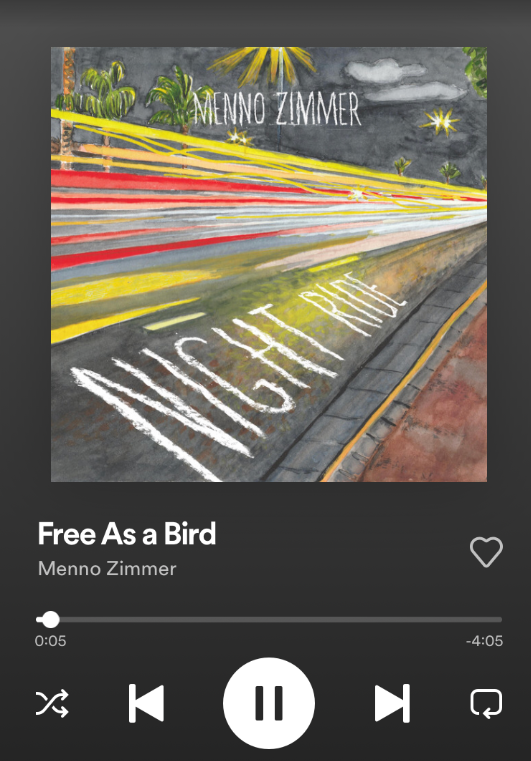 MENNO ZIMMER
NIGHT RIDE
Free As a Bird
Menno Zimmer
0:05
-4:05